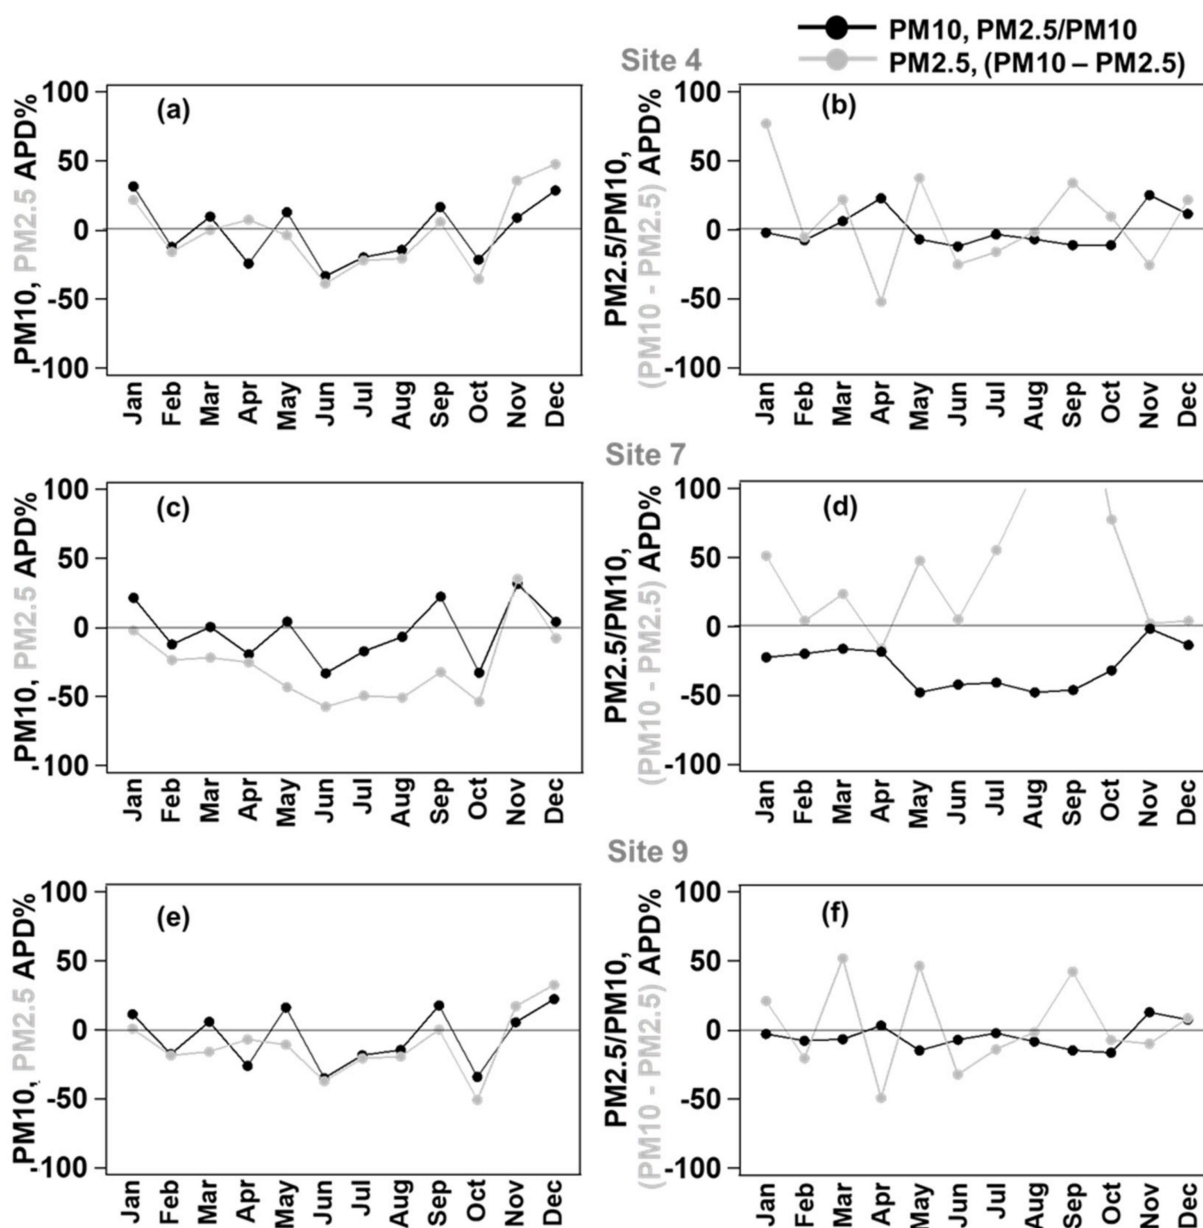 PM10, PM2.5/PM10
PM2.5, (PM10 – PM2.5)
Site 4
(a)
.PM10, PM2.5 APD%
100
50
0
-50
-100
Jan Feb Mar Apr May Jun Jul Aug Sep Oct Nov Dec
(b)
PM2.5/PM10,
(PM10 - PM2.5) APD%
100
50
0
-50
-100
Jan Feb Mar Apr May Jun Jul Aug Sep Oct Nov Dec
Site 7
(c)
.PM10, PM2.5 APD%
100
50
0
-50
-100
Jan Feb Mar Apr May Jun Jul Aug Sep Oct Nov Dec
(d)
PM2.5/PM10,
(PM10 - PM2.5) APD%
100
50
0
-50
-100
Jan Feb Mar Apr May Jun Jul Aug Sep Oct Nov Dec
Site 9
(e)
.PM10, PM2.5 APD%
100
50
0
-50
-100
Jan Feb Mar Apr May Jun Jul Aug Sep Oct Nov Dec
(f)
PM2.5/PM10,
(PM10 - PM2.5) APD%
100
50
0
-50
-100
Jan Feb Mar Apr May Jun Jul Aug Sep Oct Nov Dec